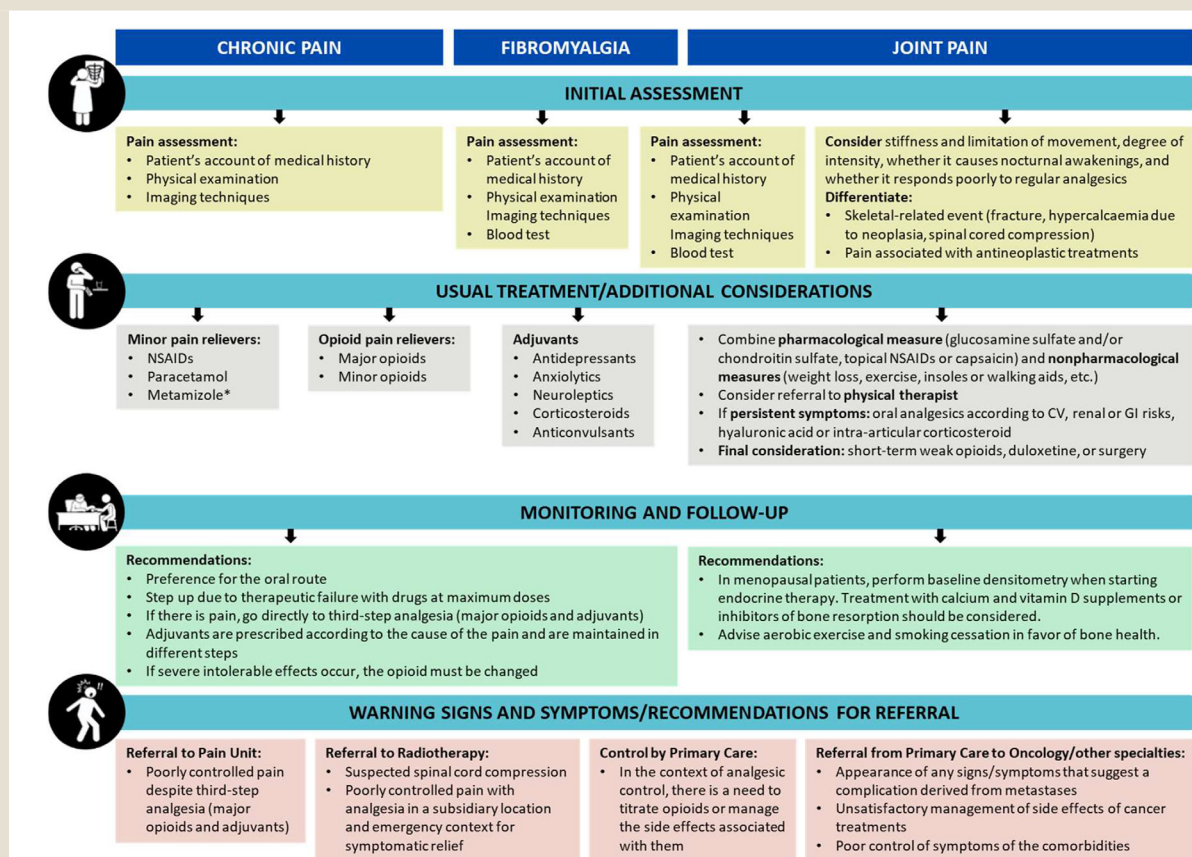 CHRONIC PAIN
FIBROMYALGIA
JOINT PAIN
INITIAL ASSESSMENT
Pain assessment:
• Patient's account of medical history
• Physical examination
• Imaging techniques
Pain assessment:
• Patient's account of
medical history
• Physical examination
Imaging techniques
• Blood test
Pain assessment:
• Patient's account of
medical history
• Physical
examination
Imaging techniques
• Blood test
Consider stiffness and limitation of movement, degree of
intensity, whether it causes nocturnal awakenings, and
whether it responds poorly to regular analgesics
Differentiate:
• Skeletal-related event (fracture, hypercalcaemia due
to neoplasia, spinal cored compression)
• Pain associated with antineoplastic treatments
USUAL TREATMENT/ADDITIONAL CONSIDERATIONS
Minor pain relievers:
• NSAIDs
• Paracetamol
• Metamizole*
Opioid pain relievers:
• Major opioids
• Minor opioids
Adjuvants
• Antidepressants
• Anxiolytics
• Neuroleptics
• Corticosteroids
• Anticonvulsants
• Combine pharmacological measure (glucosamine sulfate and/or
chondroitin sulfate, topical NSAIDs or capsaicin) and nonpharmacological
measures (weight loss, exercise, insoles or walking aids, etc.)
• Consider referral to physical therapist
• If persistent symptoms: oral analgesics according to CV, renal or GI risks,
hyaluronic acid or intra-articular corticosteroid
• Final consideration: short-term weak opioids, duloxetine, or surgery
MONITORING AND FOLLOW-UP
Recommendations:
• Preference for the oral route
• Step up due to therapeutic failure with drugs at maximum doses
• If there is pain, go directly to third-step analgesia (major opioids and adjuvants)
• Adjuvants are prescribed according to the cause of the pain and are maintained in
different steps
• If severe intolerable effects occur, the opioid must be changed
Recommendations:
• In menopausal patients, perform baseline densitometry when starting
endocrine therapy. Treatment with calcium and vitamin D supplements or
inhibitors of bone resorption should be considered.
• Advise aerobic exercise and smoking cessation in favor of bone health.
WARNING SIGNS AND SYMPTOMS/RECOMMENDATIONS FOR REFERRAL
Referral to Pain Unit:
• Poorly controlled pain
despite third-step
analgesia (major
opioids and adjuvants)
Referral to Radiotherapy:
• Suspected spinal cord compression
• Poorly controlled pain with
analgesia in a subsidiary location
and emergency context for
symptomatic relief
Control by Primary Care:
• In the context of analgesic
control, there is a need to
titrate opioids or manage
the side effects associated
with them
Referral from Primary Care to Oncology/other specialties:
• Appearance of any signs/symptoms that suggest a
complication derived from metastases
• Unsatisfactory management of side effects of cancer
treatments
• Poor control of symptoms of the comorbidities